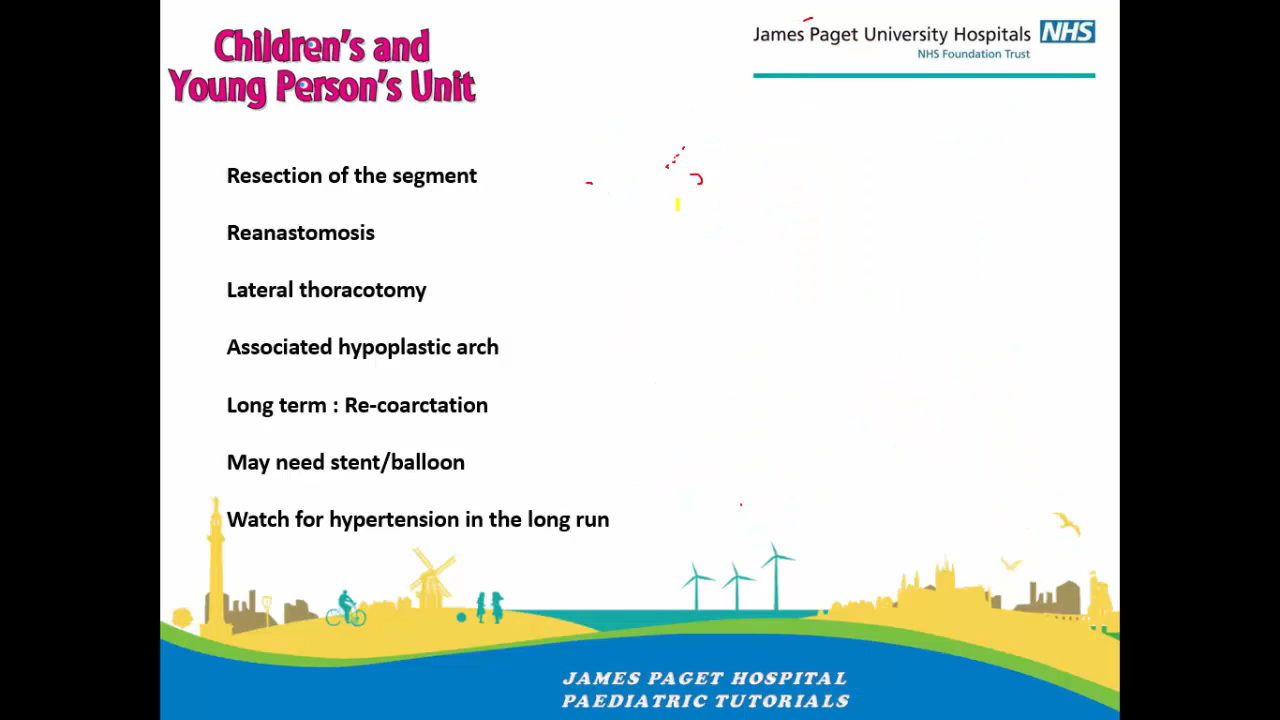 Children's and
Young Person's Unit
James Paget University Hospitals NHS
NHS Foundation Trust
Resection of the segment
Reanastomosis
Lateral thoracotomy
Associated hypoplastic arch
Long term : Re-coarctation
May need stent/balloon
Watch for hypertension in the long run
JAMES PAGET HOSPITAL
PAEDIATRIC TUTORIALS